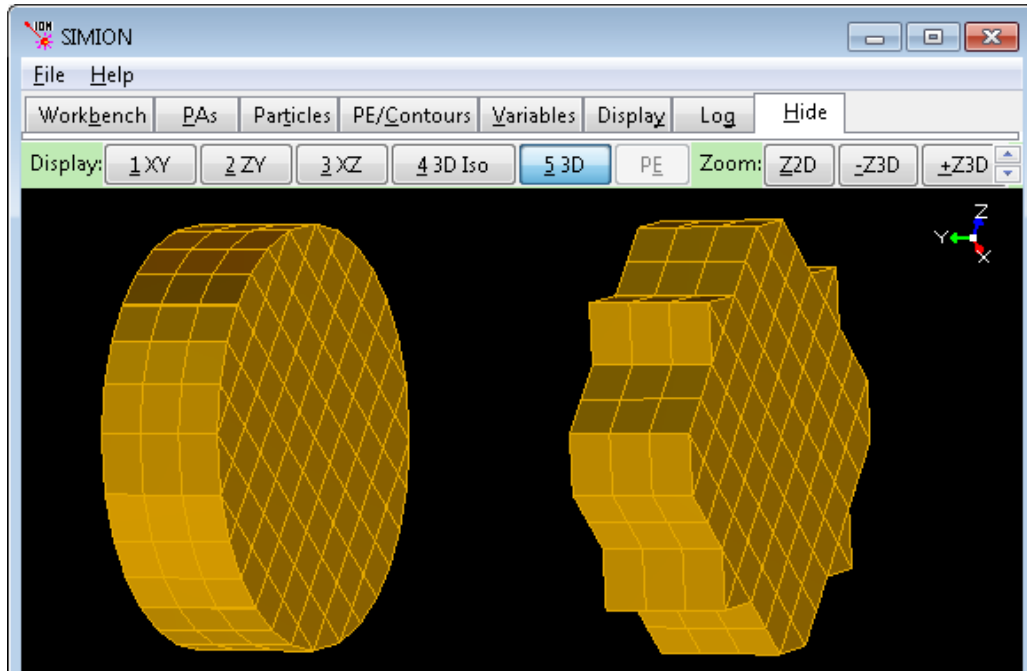 ION
SIMION
File Help
Workbench PAs Particles PE/Contours Variables Display Log Hide
Display: 1 XY 2 ZY 3 XZ 4 3D Iso 5 3D PE Zoom: Z2D -Z3D +Z3D
Z
Y
X